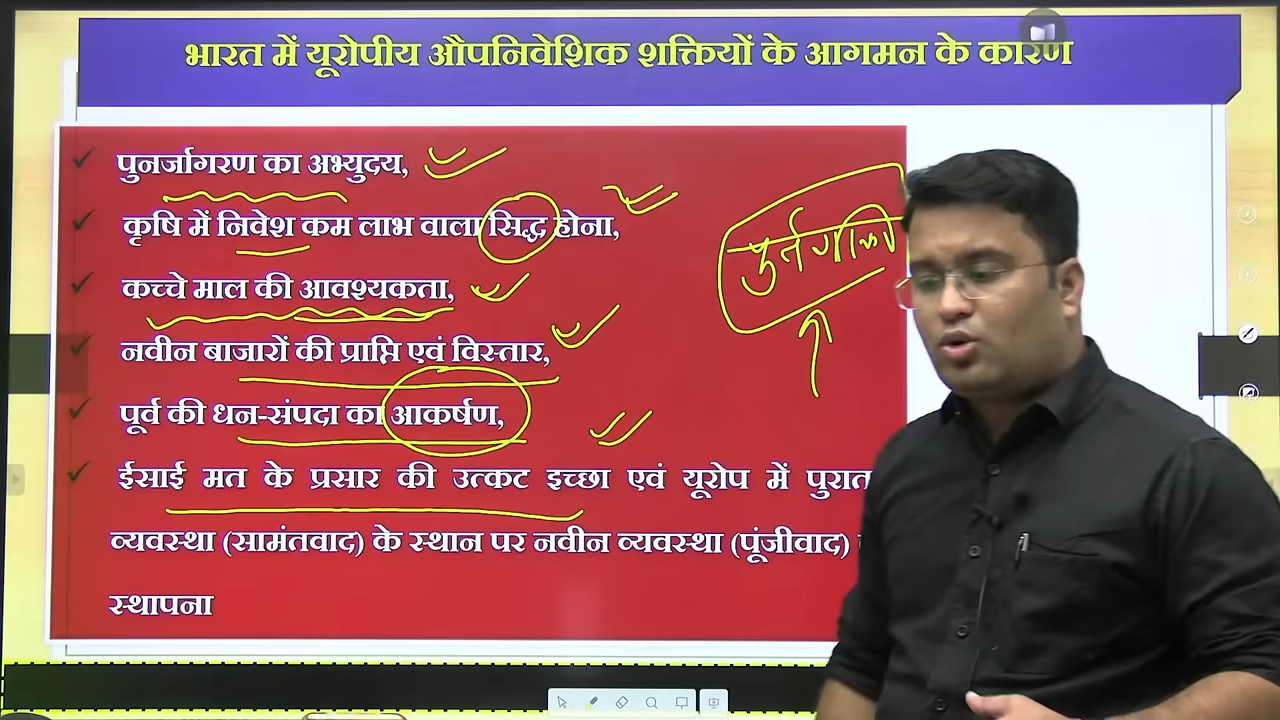 भारत में यूरोपीय औपनिवेशिक शक्तियों के आगमन के कारण
पुनर्जागरण का अभ्युदय,
कृषि में निवेश कम लाभ वाला सिद्ध होना,
कच्चे माल की आवश्यकता,
नवीन बाजारों की प्राप्ति एवं विस्तार,
पूर्व की धन-संपदा का आकर्षण,
ईसाई मत के प्रसार की उत्कट इच्छा एवं यूरोप में
व्यवस्था (सामंतवाद) के स्थान पर नवीन व्यवस्था (पूंजीवाद)
स्थापना